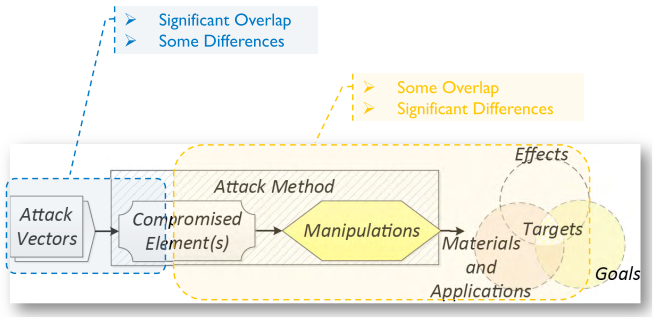 Significant Overlap
Some Differences
Some Overlap
Significant Differences
Effects
Attack Method
Attack
Vectors
Compromised
Element(s)
Manipulations
Targets
Materials
and
Applications
Goals